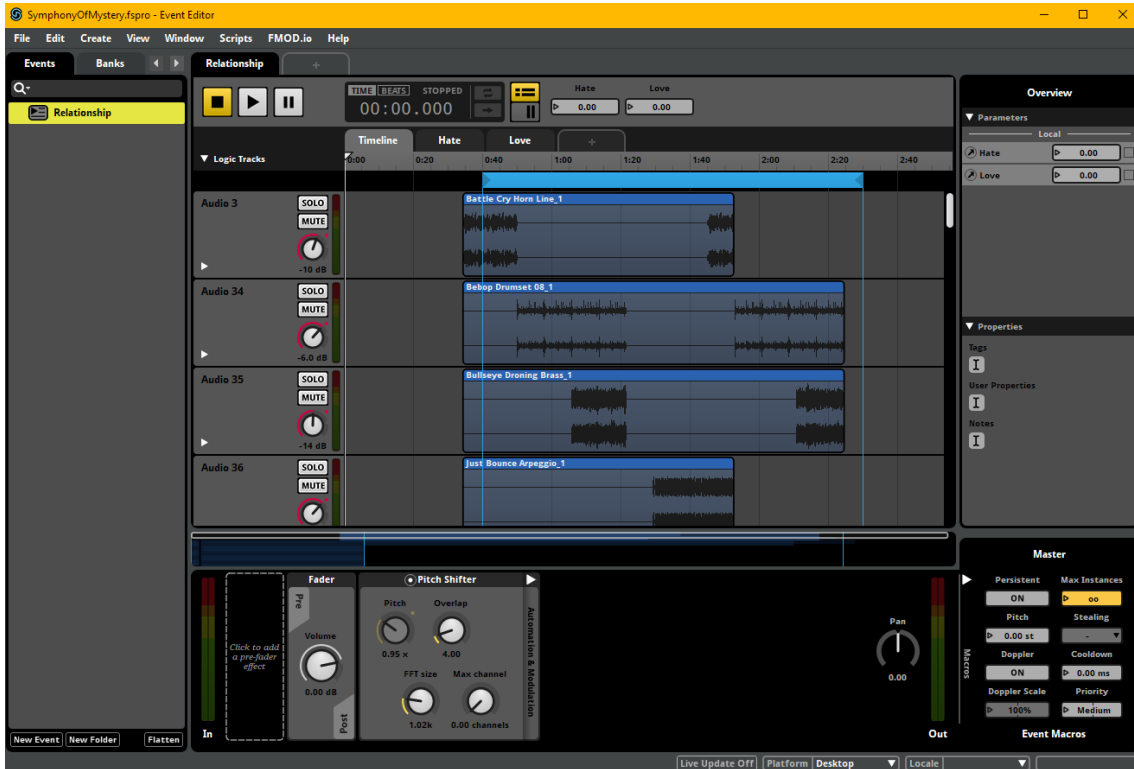 SymphonyOfMystery.fspro - Event Editor
File Edit Create View Window Scripts FMOD.io Help
Events Banks
Relationship +
Relationship
TIME BEATS STOPPED
00:00.000
Hate Love
0.00 0.00
Timeline Hate Love +
Logic Tracks
0:00 0:20 0:40 1:00 1:20 1:40 2:00 2:20 2:40
Audio 3 SOLO
MUTE
-10 dB
Battle Cry Horn Line_1
Audio 34 SOLO
MUTE
-6.0 dB
Bebop Drumset 08_1
Audio 35 SOLO
MUTE
-14 dB
Bullseye Droning Brass_1
Audio 36 SOLO
MUTE
Just Bounce Arpeggio_1
Overview
Parameters
Local
Hate 0.00
Love 0.00
Properties
Tags
User Properties
Notes
In
Click to add
a pre-fader
effect
Fader
Pre
Volume
0.00 dB
Post
Pitch Shifter
Pitch Overlap
0.95 x 4.00
FFT size Max channel
1.02k 0.00 channels
Automation & Modulation
Pan
0.00
Out
Master
Macros
Persistent Max Instances
ON oo
Pitch Stealing
0.00 st -
Doppler Cooldown
ON 0.00 ms
Doppler Scale Priority
100% Medium
Event Macros
New Event New Folder Flatten
Live Update Off Platform Desktop Locale